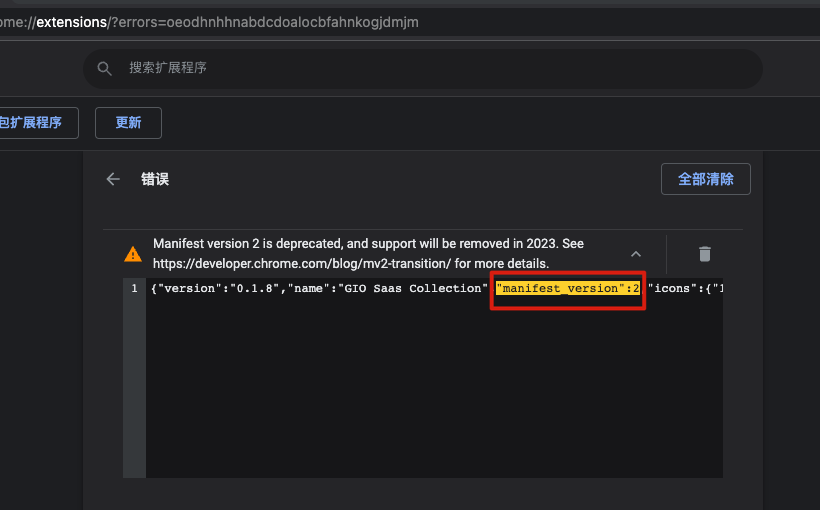 ome://extensions/?errors=oeodhnhhnabdcdoalocbfahnkogjdmjm
搜索扩展程序
包扩展程序
更新
错误
全部清除
Manifest version 2 is deprecated, and support will be removed in 2023. See
https://developer.chrome.com/blog/mv2-transition/ for more details.
1 {"version":"0.1.8","name":"GIO Saas Collection" "manifest_version":2 "icons":{"1